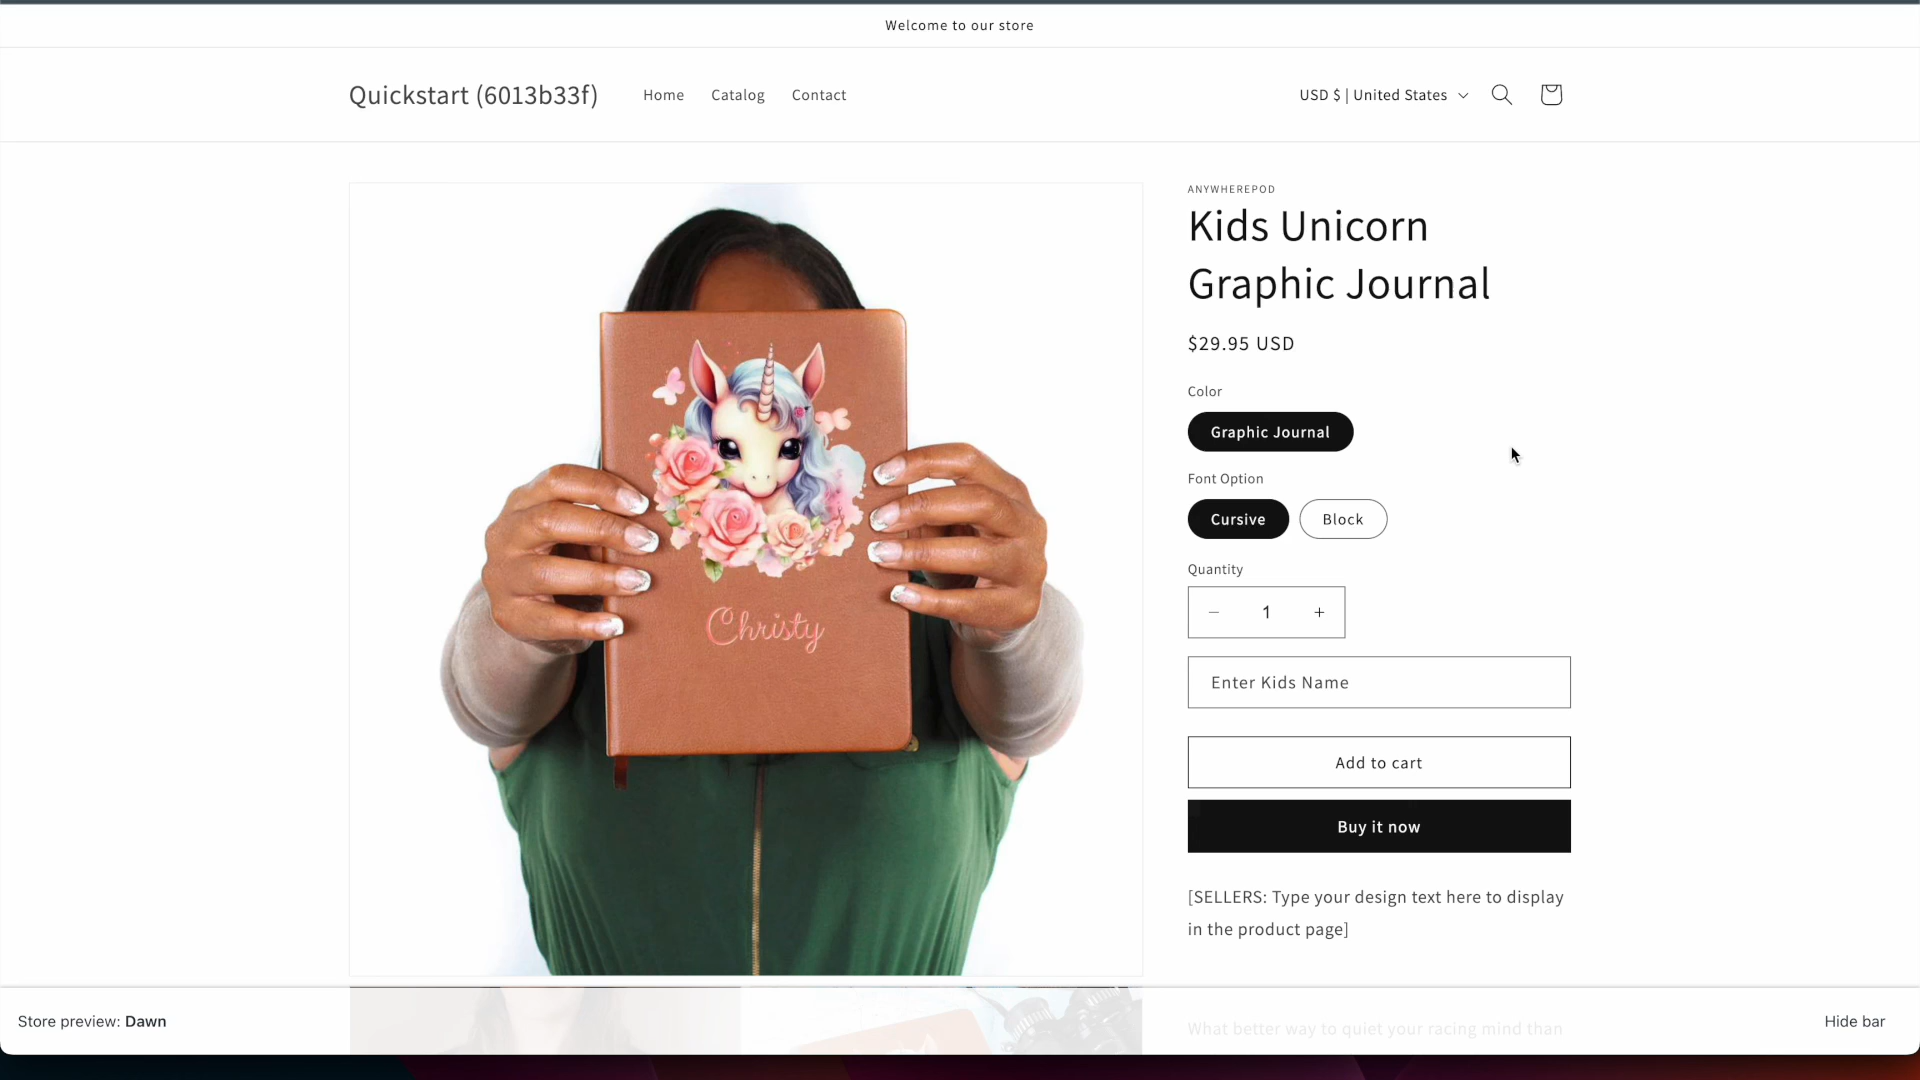 Welcome to our store
Quickstart (6013b33f)
Home
Catalog
Contact
USD $ | United States
ANYWHEREPOD
Kids Unicorn
Graphic Journal
$29.95 USD
Color
Graphic Journal
Font Option
Cursive
Block
Quantity
1
Enter Kids Name
Add to cart
Buy it now
[SELLERS: Type your design text here to display
in the product page]
Christy
What better way to quiet your racing mind than
Store preview: Dawn
Hide bar